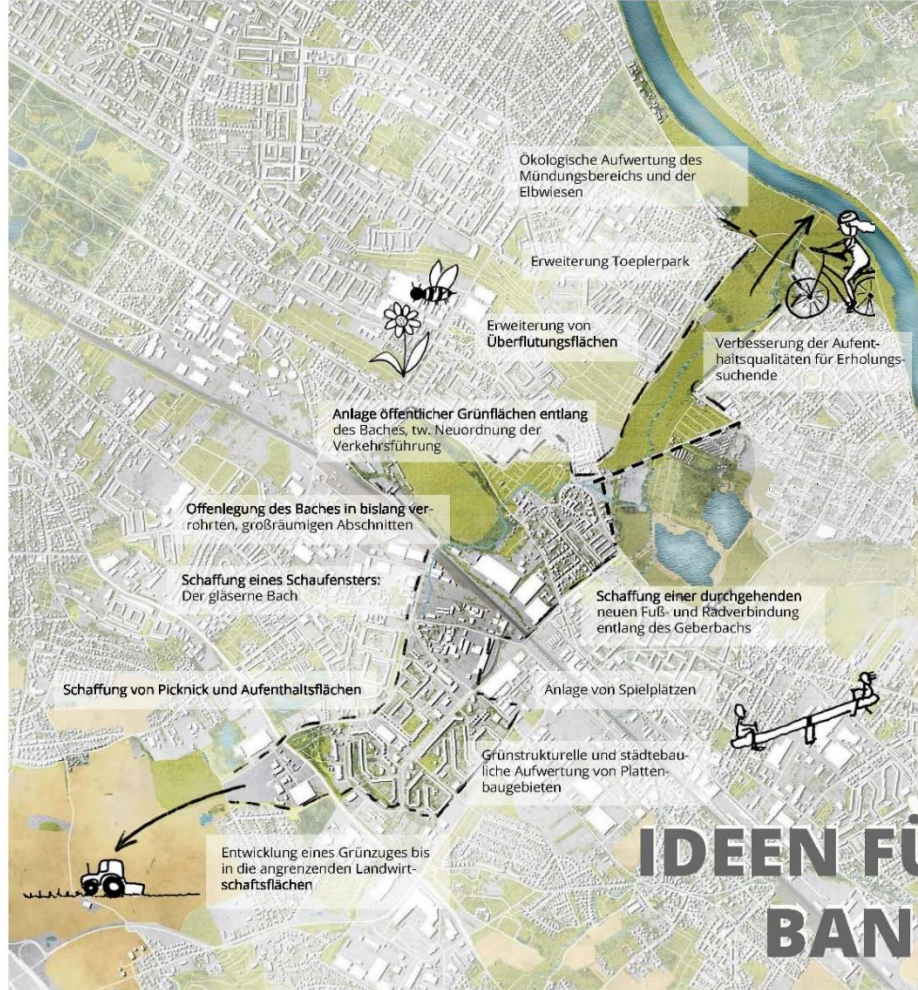 Ökologische Aufwertung des
Mündungsbereichs und der
Elbwiesen
Erweiterung Toeplerpark
Erweiterung von
Überflutungsflächen
Verbesserung der Aufent-
haltsqualitäten für Erholungs-
suchende
Anlage öffentlicher Grünflächen entlang
des Baches, tw. Neuordnung der
Verkehrsführung
Offenlegung des Baches in bislang ver-
rohrten, großräumigen Abschnitten
Schaffung eines Schaufensters:
Der gläserne Bach
Schaffung einer durchgehenden
neuen Fuß- und Radverbindung
entlang des Geberbachs
Schaffung von Picknick und Aufenthaltsflächen
Anlage von Spielplätzen
Grünstrukturelle und städtebau-
liche Aufwertung von Platten-
baugebieten
Entwicklung eines Grünzuges bis
in die angrenzenden Landwirt-
schaftsflächen
IDEEN FÜ
BAN